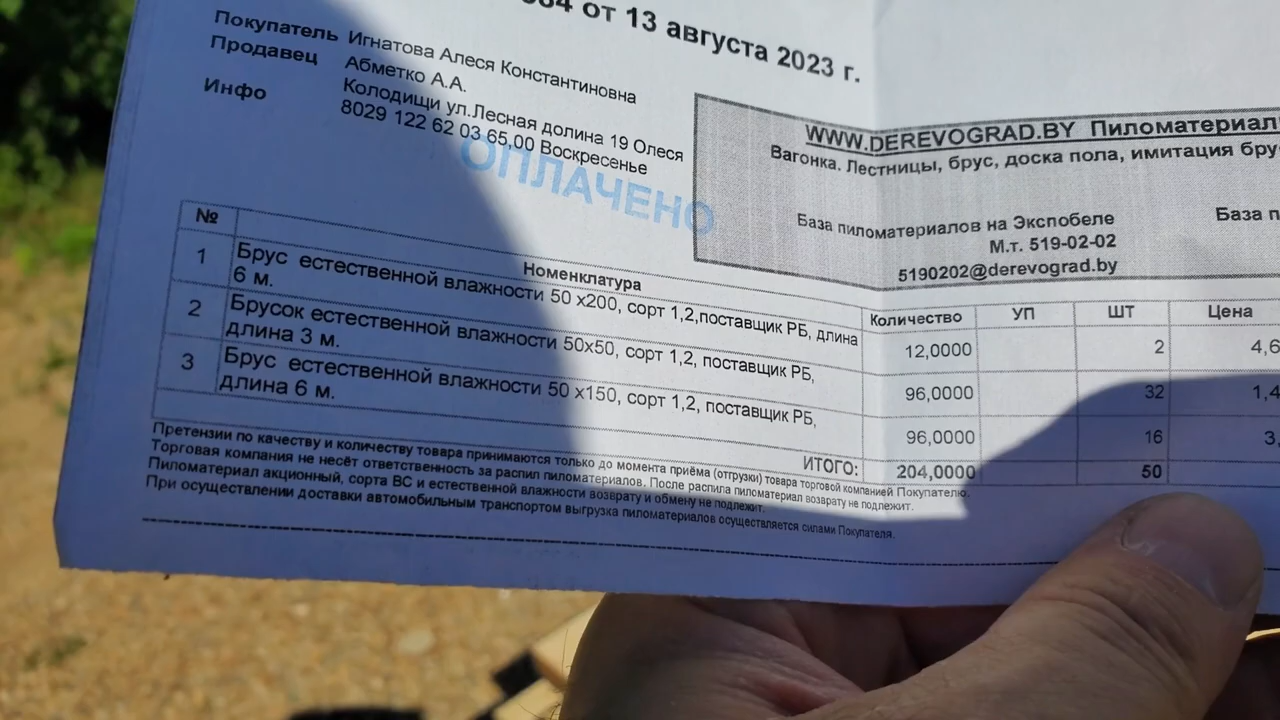 от 13 августа 2023 г.
Покупатель Игнатова Алеся Константиновна
Продавец Абметко А.А.
Инфо Колодищи ул.Лесная долина 19 Олеся
8029 122 62 03 65,00 Воскресенье
ОПЛАЧЕНО
WWW.DEREVOGRAD.BY Пиломатериал
Вагонка. Лестницы, брус, доска пола, имитация бру
База пиломатериалов на Экспобеле База п
М.т. 519-02-02
5190202@derevograd.by
№ Номенклатура Количество УП ШТ Цена
1 Брус естественной влажности 50 х200, сорт 1,2,поставщик РБ, длина 12,0000 2 4,6
6 м.
2 Брусок естественной влажности 50х50, сорт 1,2, поставщик РБ, 96,0000 32 1,4
длина 3 м.
3 Брус естественной влажности 50 х150, сорт 1,2, поставщик РБ, 96,0000 16 3,
длина 6 м.
ИТОГО: 204,0000 50
Претензии по качеству и количеству товара принимаются только до момента приёма (отгрузки) товара торговой компанией Покупателю.
Торговая компания не несёт ответственность за распил пиломатериалов. После распила пиломатериал возврату не подлежит.
Пиломатериал акционный, сорта ВС и естественной влажности возврату и обмену не подлежит.
При осуществлении доставки автомобильным транспортом выгрузка пиломатериалов осуществляется силами Покупателя.